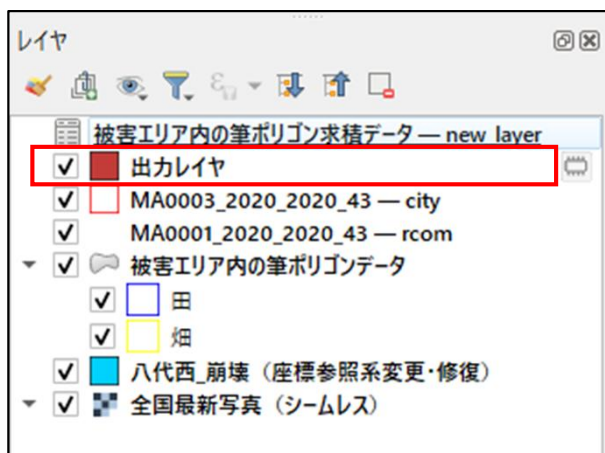 レイヤ
被害エリア内の筆ポリゴン求積データ — new_layer
出力レイヤ
MA0003_2020_2020_43 — city
MA0001_2020_2020_43 — rcom
被害エリア内の筆ポリゴンデータ
田
畑
八代西_崩壊（座標参照系変更・修復）
全国最新写真（シームレス）